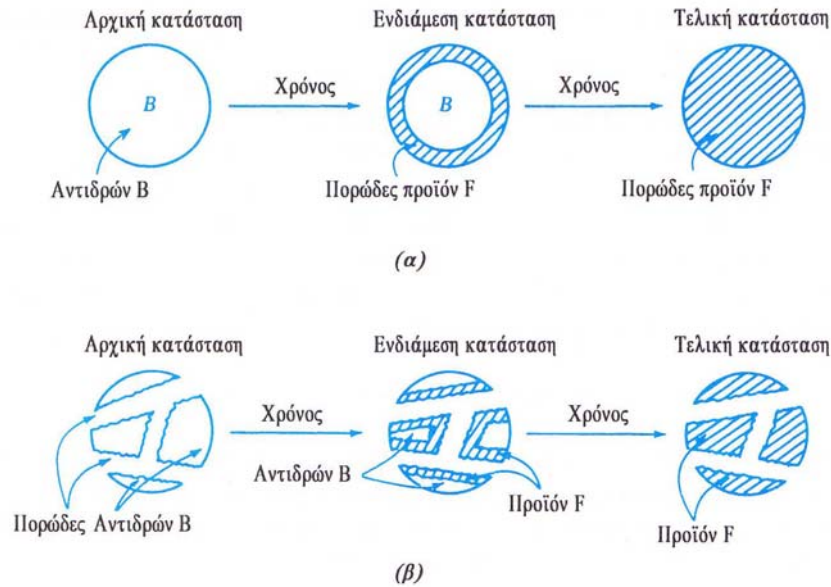 Αρχική κατάσταση
Ενδιάμεση κατάσταση
Τελική κατάσταση
B
Χρόνος
B
Χρόνος
Αντιδρών B
Πορώδες προϊόν F
Πορώδες προϊόν F
(α)
Αρχική κατάσταση
Ενδιάμεση κατάσταση
Τελική κατάσταση
Χρόνος
Χρόνος
Αντιδρών B
Πορώδες
Αντιδρών B
Προϊόν F
Προϊόν F
(β)